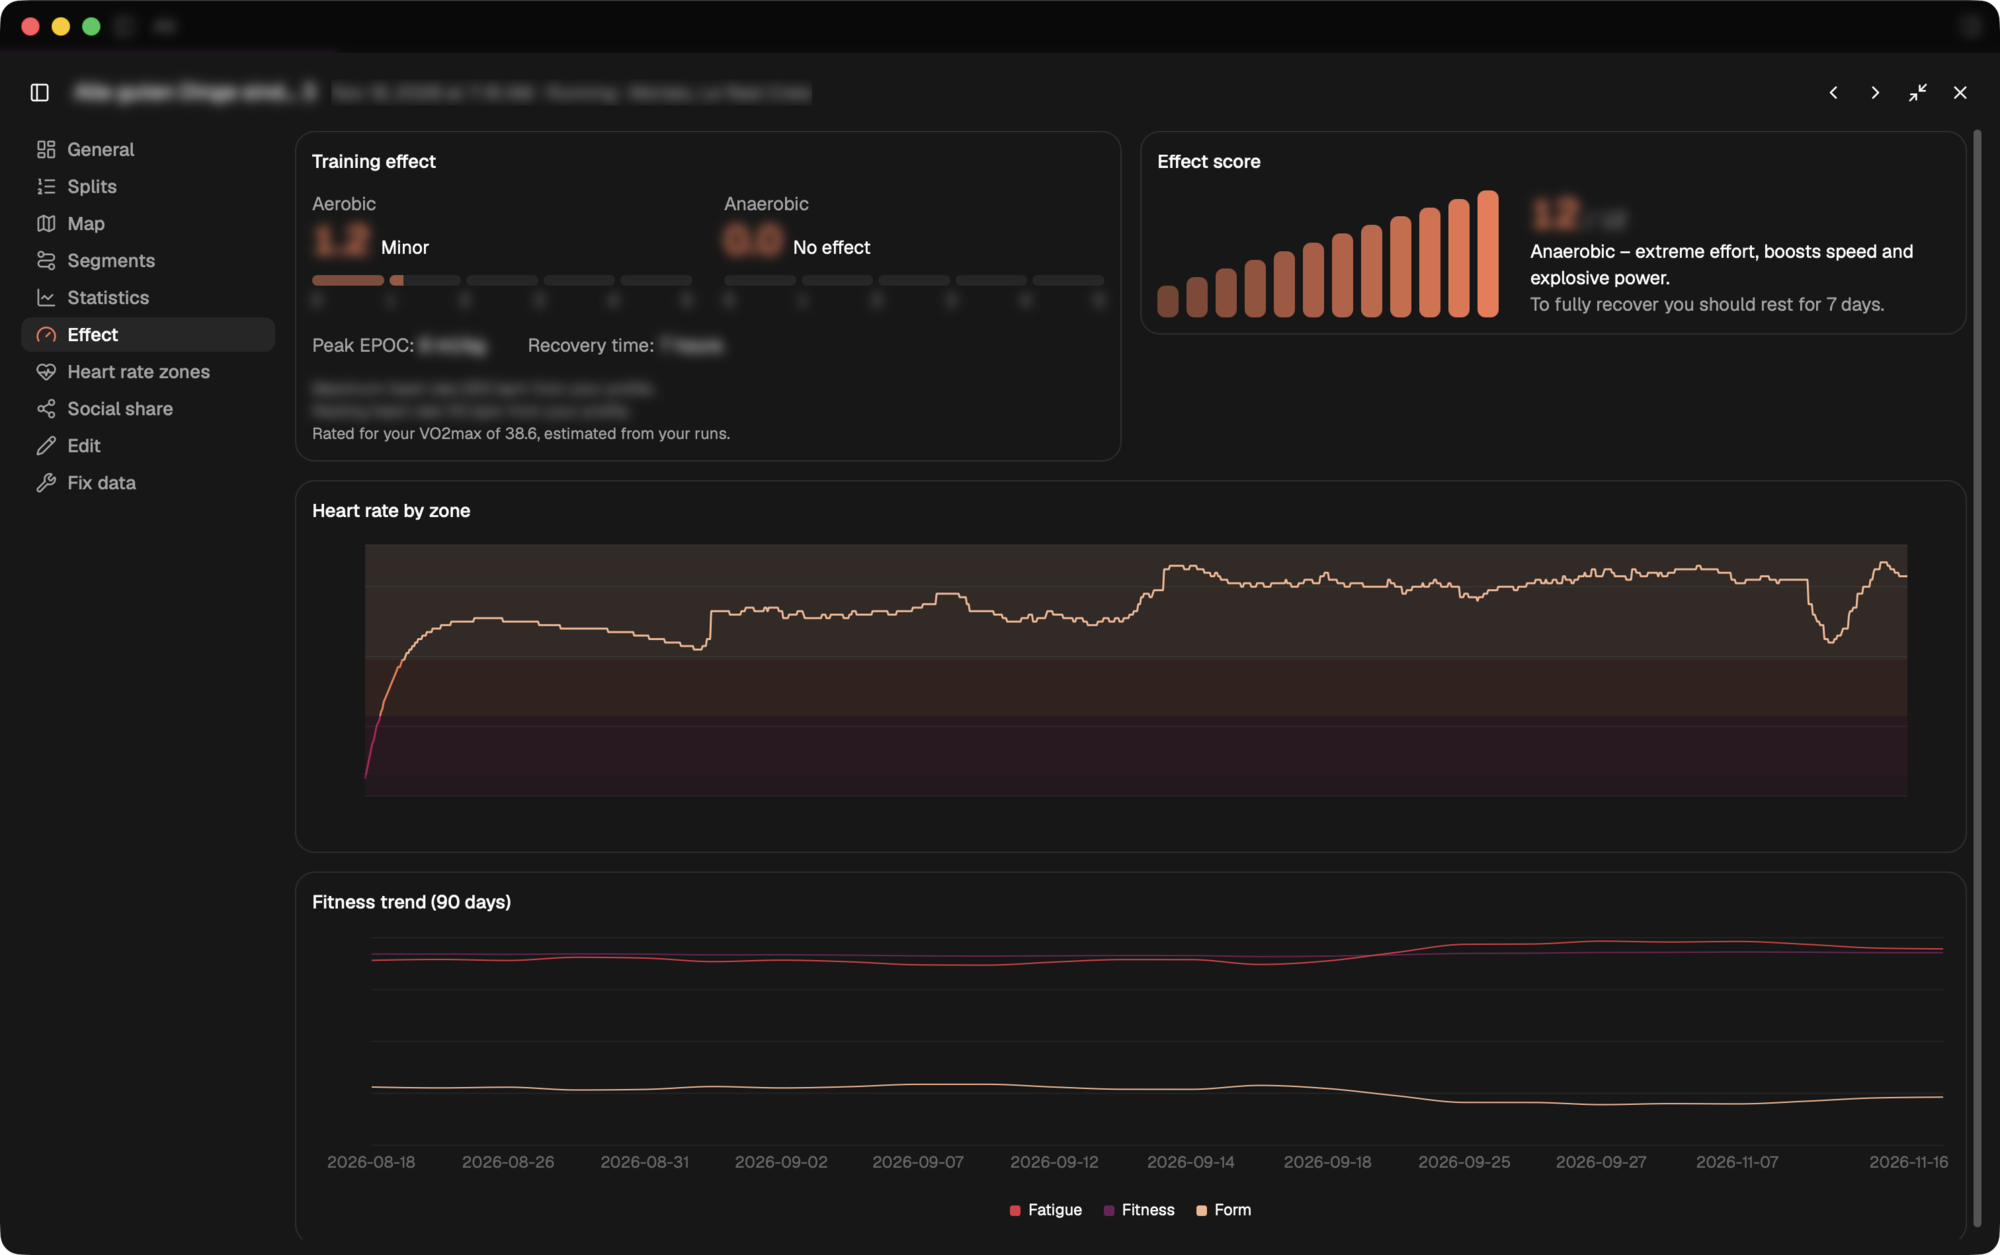 General
Splits
Map
Segments
Statistics
Effect
Heart rate zones
Social share
Edit
Fix data
Training effect
Aerobic
Minor
Anaerobic
No effect
Peak EPOC:
Recovery time:
Rated for your VO2max of 38.6, estimated from your runs.
Effect score
Anaerobic – extreme effort, boosts speed and
explosive power.
To fully recover you should rest for 7 days.
Heart rate by zone
Fitness trend (90 days)
2026-08-18 2026-08-26 2026-08-31 2026-09-02 2026-09-07 2026-09-12 2026-09-14 2026-09-18 2026-09-25 2026-09-27 2026-11-07 2026-11-16
Fatigue Fitness Form